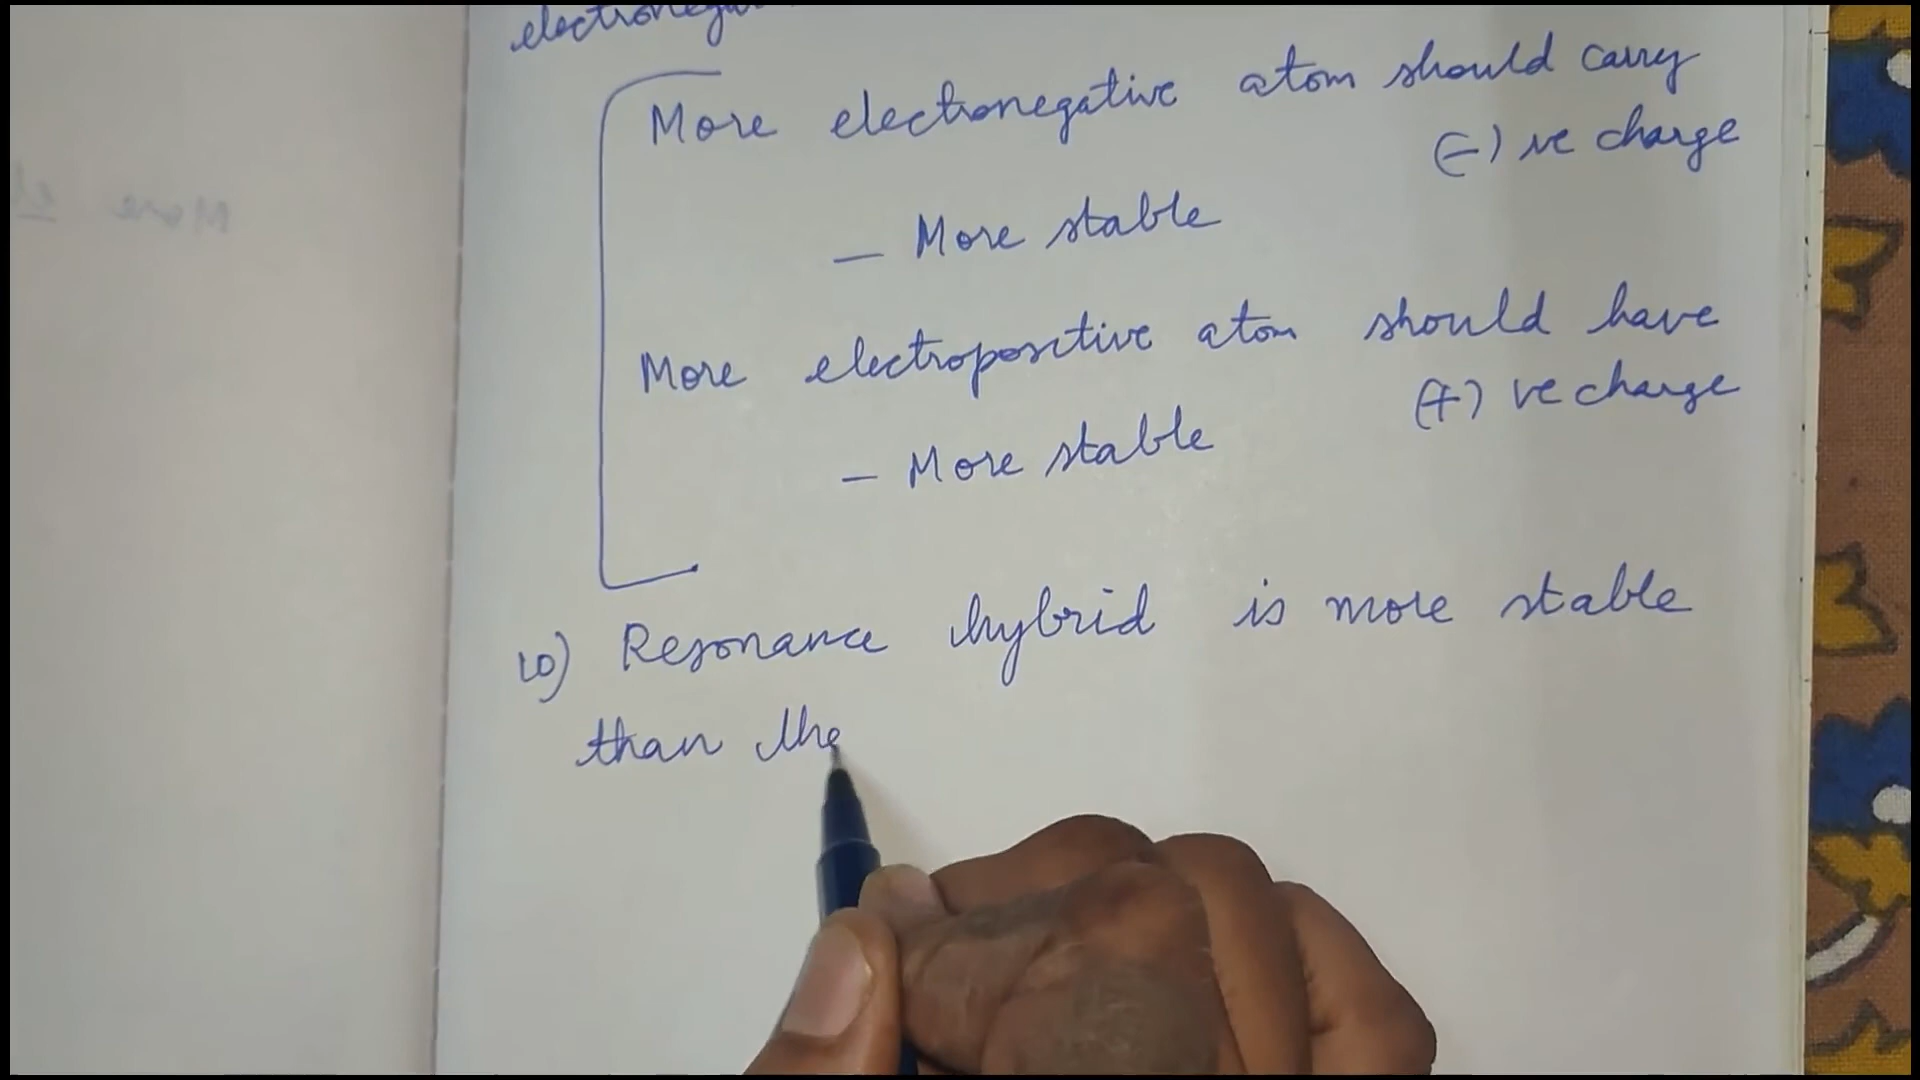 More electronegative atom should carry
(-) ve charge
- More stable
More electropositive atom should have
(+) ve charge
- More stable
10) Resonance hybrid is more stable
than the